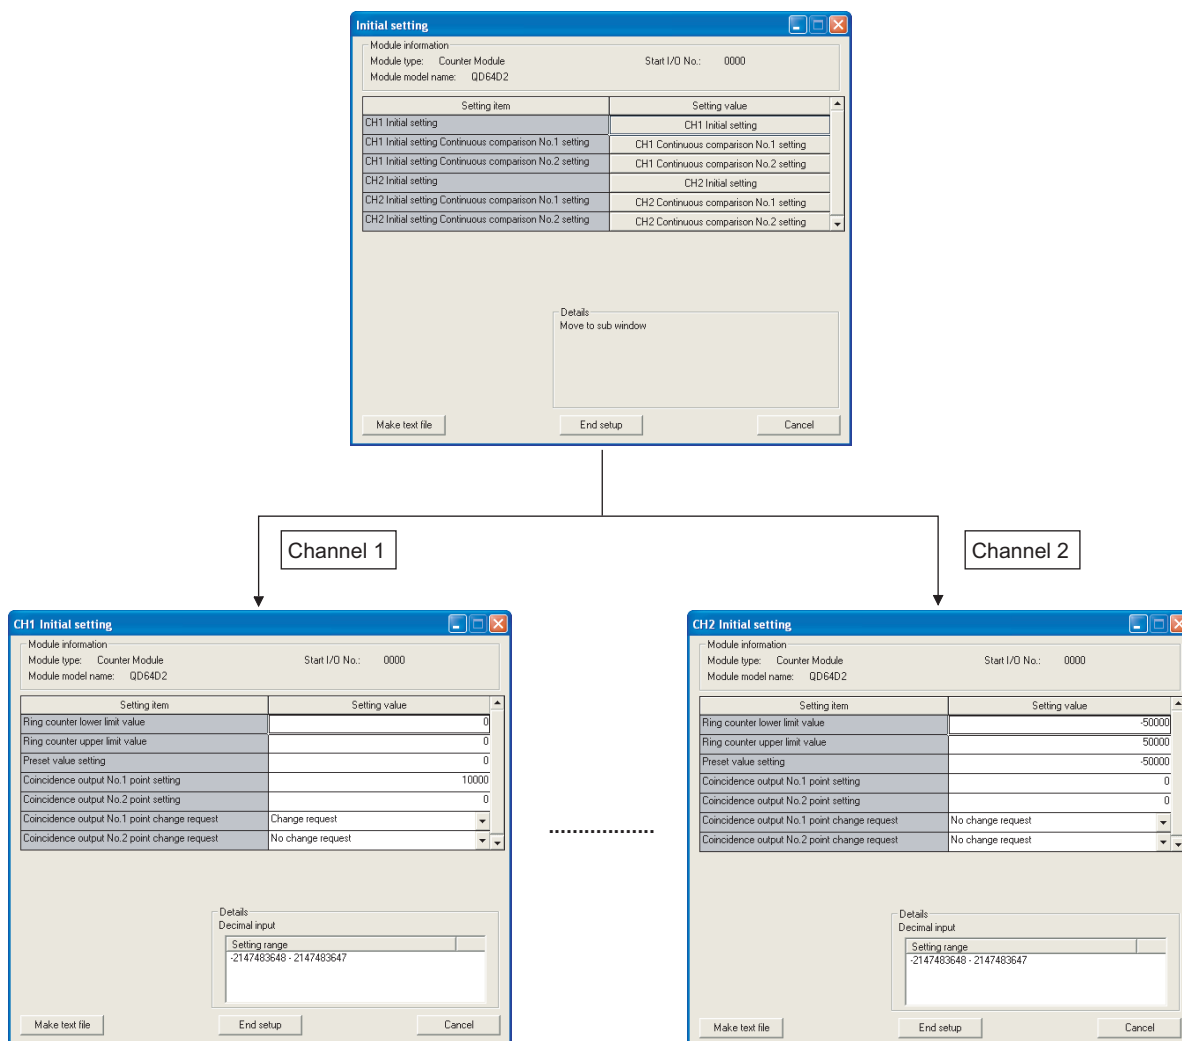 Initial setting
Module information
Module type: Counter Module Start I/O No.: 0000
Module model name: QD64D2
Setting item Setting value
CH1 Initial setting CH1 Initial setting
CH1 Initial setting Continuous comparison No.1 setting CH1 Continuous comparison No.1 setting
CH1 Initial setting Continuous comparison No.2 setting CH1 Continuous comparison No.2 setting
CH2 Initial setting CH2 Initial setting
CH2 Initial setting Continuous comparison No.1 setting CH2 Continuous comparison No.1 setting
CH2 Initial setting Continuous comparison No.2 setting CH2 Continuous comparison No.2 setting
Details
Move to sub window
Make text file End setup Cancel
Channel 1
Channel 2
CH1 Initial setting
Module information
Module type: Counter Module Start I/O No.: 0000
Module model name: QD64D2
Setting item Setting value
Ring counter lower limit value 0
Ring counter upper limit value 0
Preset value setting 0
Coincidence output No.1 point setting 10000
Coincidence output No.2 point setting 0
Coincidence output No.1 point change request Change request
Coincidence output No.2 point change request No change request
Details
Decimal input
Setting range
-2147483648 - 2147483647
Make text file End setup Cancel
..................
CH2 Initial setting
Module information
Module type: Counter Module Start I/O No.: 0000
Module model name: QD64D2
Setting item Setting value
Ring counter lower limit value -50000
Ring counter upper limit value 50000
Preset value setting -50000
Coincidence output No.1 point setting 0
Coincidence output No.2 point setting 0
Coincidence output No.1 point change request No change request
Coincidence output No.2 point change request No change request
Details
Decimal input
Setting range
-2147483648 - 2147483647
Make text file End setup Cancel